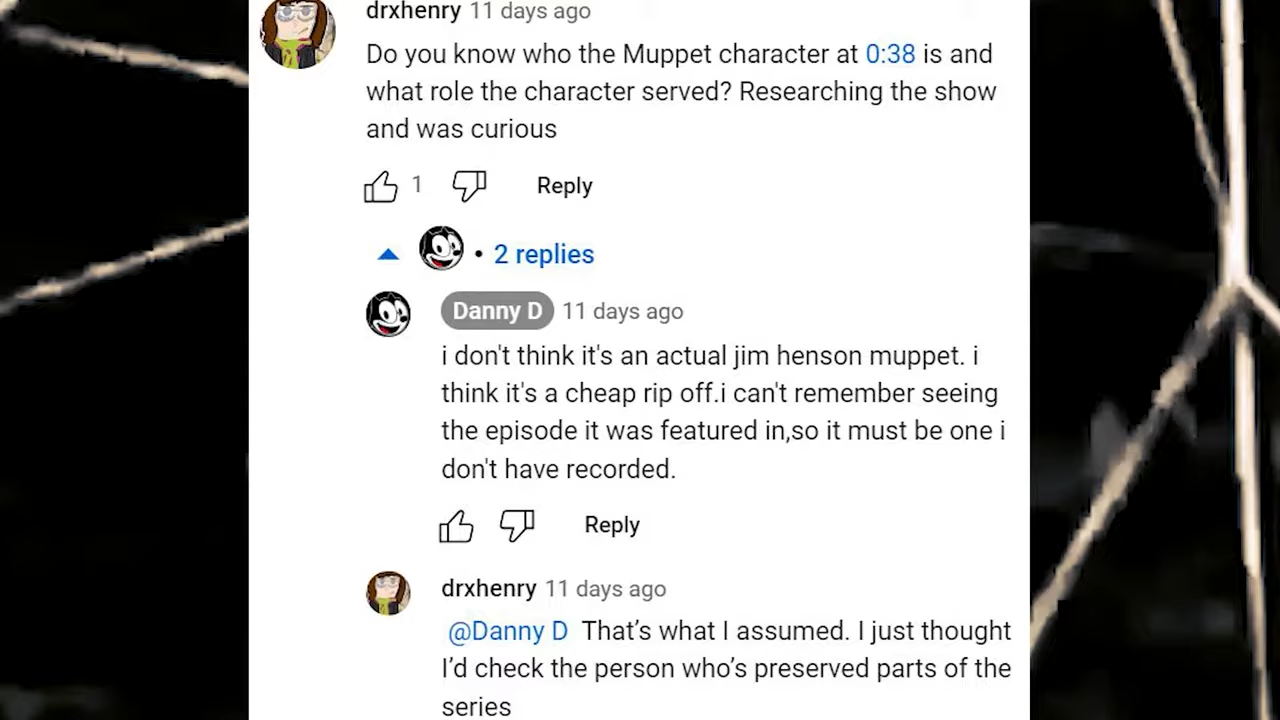 drxhenry 11 days ago
Do you know who the Muppet character at 0:38 is and
what role the character served? Researching the show
and was curious
1 Reply
• 2 replies
Danny D 11 days ago
i don't think it's an actual jim henson muppet. i
think it's a cheap rip off.i can't remember seeing
the episode it was featured in,so it must be one i
don't have recorded.
Reply
drxhenry 11 days ago
@Danny D That’s what I assumed. I just thought
I’d check the person who’s preserved parts of the
series